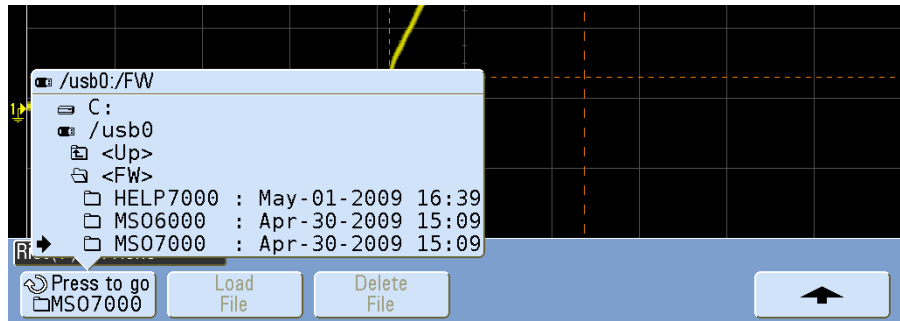 /usb0:/FW
C:
/usb0
<Up>
<FW>
HELP7000 : May-01-2009 16:39
MSO6000 : Apr-30-2009 15:09
MSO7000 : Apr-30-2009 15:09
1
Press to go
MSO7000
Load
File
Delete
File